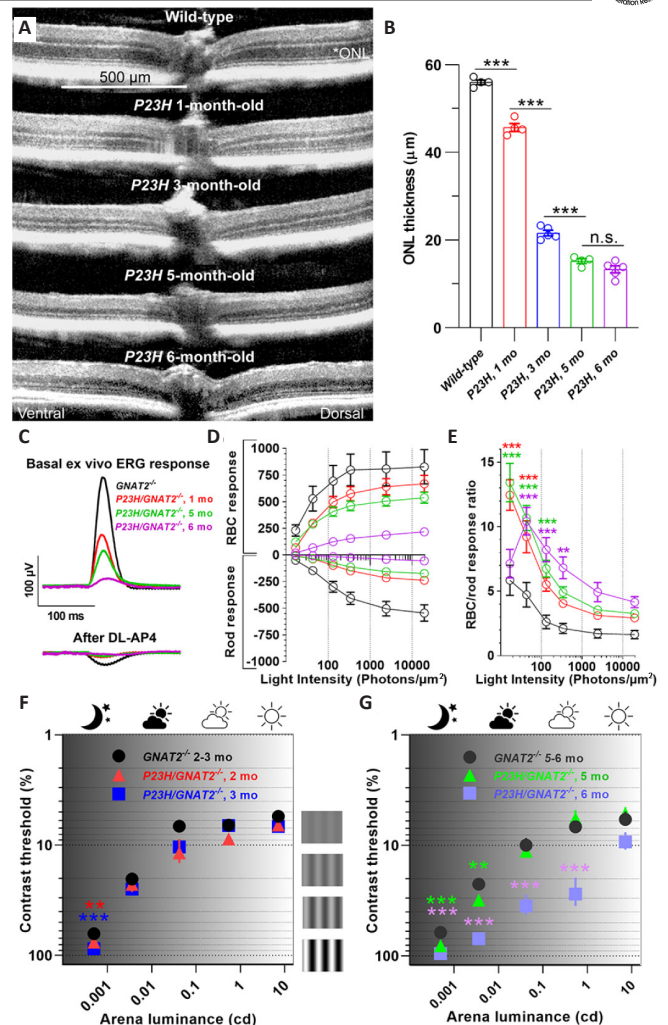 A
Wild-type
*ONL
500 µm
P23H 1-month-old
P23H 3-month-old
P23H 5-month-old
P23H 6-month-old
Ventral
Dorsal
B
ONL thickness (µm)
60
40
20
0
***
***
***
n.s.
Wild-type
P23H, 1 mo
P23H, 3 mo
P23H, 5 mo
P23H, 6 mo
C
Basal ex vivo ERG response
GNAT2-/-
P23H/GNAT2-/-, 1 mo
P23H/GNAT2-/-, 5 mo
P23H/GNAT2-/-, 6 mo
100 µV
100 ms
After DL-AP4
D
RBC response
Rod response
1000
750
500
250
0
-250
-500
-750
-1000
10
100
1000
10000
Light Intensity (Photons/µm²)
E
RBC/rod response ratio
15
10
5
0
***
***
***
***
***
***
***
**
10
100
1000
10000
Light Intensity (Photons/µm²)
F
Contrast threshold (%)
1
10
100
GNAT2-/- 2-3 mo
P23H/GNAT2-/-, 2 mo
P23H/GNAT2-/-, 3 mo
**
***
0.001
0.01
0.1
1
10
Arena luminance (cd)
G
Contrast threshold (%)
1
10
100
GNAT2-/- 5-6 mo
P23H/GNAT2-/-, 5 mo
P23H/GNAT2-/-, 6 mo
***
***
**
***
***
***
0.001
0.01
0.1
1
10
Arena luminance (cd)